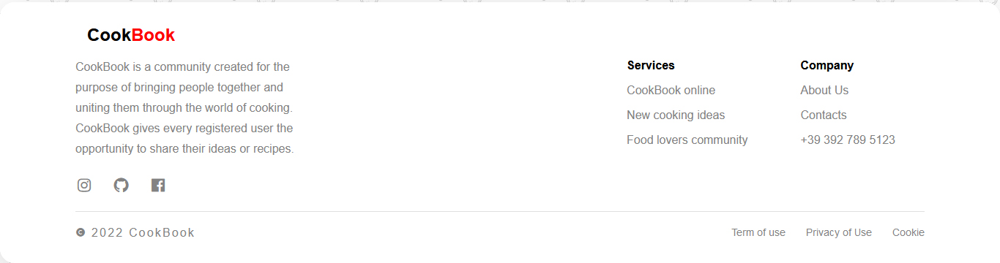 CookBook
CookBook is a community created for the
purpose of bringing people together and
uniting them through the world of cooking.
CookBook gives every registered user the
opportunity to share their ideas or recipes.
Services
CookBook online
New cooking ideas
Food lovers community
Company
About Us
Contacts
+39 392 789 5123
© 2022 CookBook
Term of use
Privacy of Use
Cookie